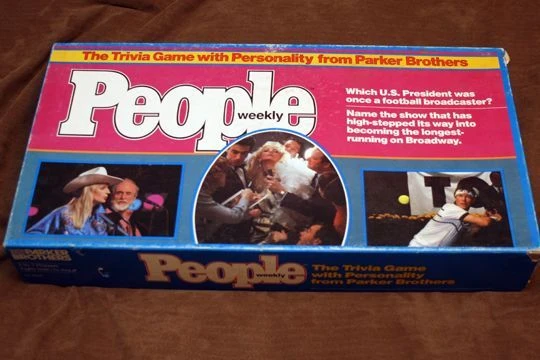 The Trivia Game with Personality from Parker Brothers
People
weekly
Which U.S. President was
once a football broadcaster?
Name the show that has
high-stepped its way into
becoming the longest-
running on Broadway.
PARKER
BROTHERS
People
weekly
The Trivia Game
with Personality
from Parker Brothers